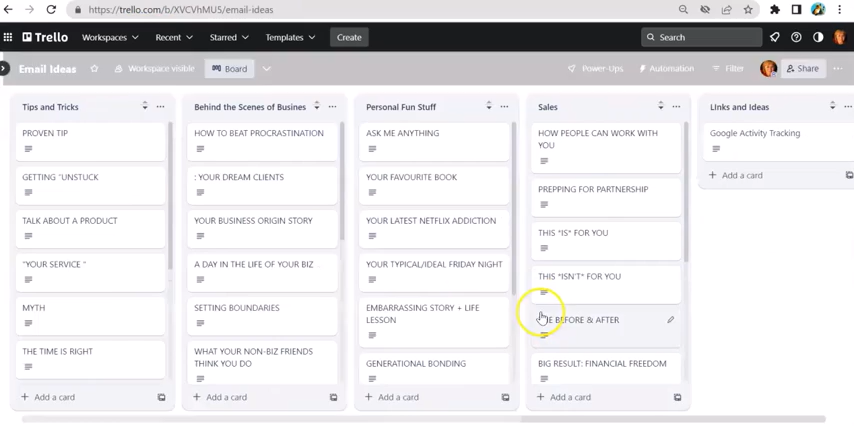 https://trello.com/b/XVCVhMU5/email-ideas
Trello Workspaces Recent Starred Templates Create Search
Email Ideas Workspace visible Board Power-Ups Automation Filter Share
Tips and Tricks
PROVEN TIP
GETTING "UNSTUCK
TALK ABOUT A PRODUCT
"YOUR SERVICE "
MYTH
THE TIME IS RIGHT
+ Add a card
Behind the Scenes of Busines
HOW TO BEAT PROCRASTINATION
: YOUR DREAM CLIENTS
YOUR BUSINESS ORIGIN STORY
A DAY IN THE LIFE OF YOUR BIZ
SETTING BOUNDARIES
WHAT YOUR NON-BIZ FRIENDS
THINK YOU DO
+ Add a card
Personal Fun Stuff
ASK ME ANYTHING
YOUR FAVOURITE BOOK
YOUR LATEST NETFLIX ADDICTION
YOUR TYPICAL/IDEAL FRIDAY NIGHT
EMBARRASSING STORY + LIFE
LESSON
GENERATIONAL BONDING
+ Add a card
Sales
HOW PEOPLE CAN WORK WITH
YOU
PREPPING FOR PARTNERSHIP
THIS *IS* FOR YOU
THIS *ISN'T* FOR YOU
BEFORE & AFTER
BIG RESULT: FINANCIAL FREEDOM
+ Add a card
LInks and Ideas
Google Activity Tracking
+ Add a card